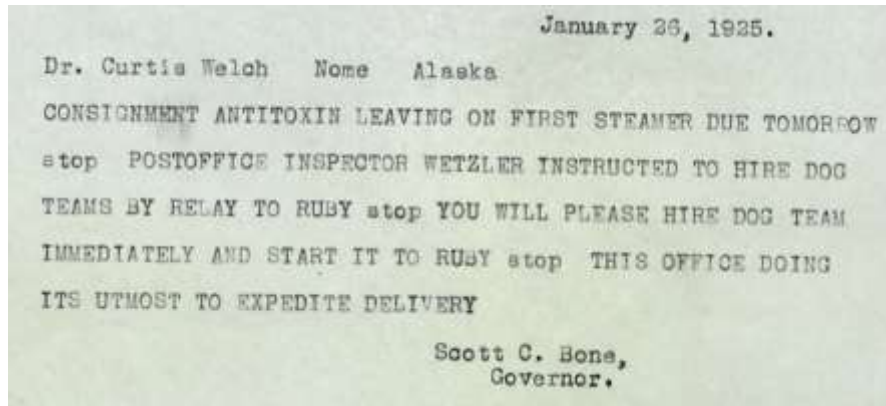 January 26, 1925.
Dr. Curtis Welch Nome Alaska
CONSIGNMENT ANTITOXIN LEAVING ON FIRST STEAMER DUE TOMORROW
stop POSTOFFICE INSPECTOR WETZLER INSTRUCTED TO HIRE DOG
TEAMS BY RELAY TO RUBY stop YOU WILL PLEASE HIRE DOG TEAM
IMMEDIATELY AND START IT TO RUBY stop THIS OFFICE DOING
ITS UTMOST TO EXPEDITE DELIVERY
Scott C. Bone,
Governor.